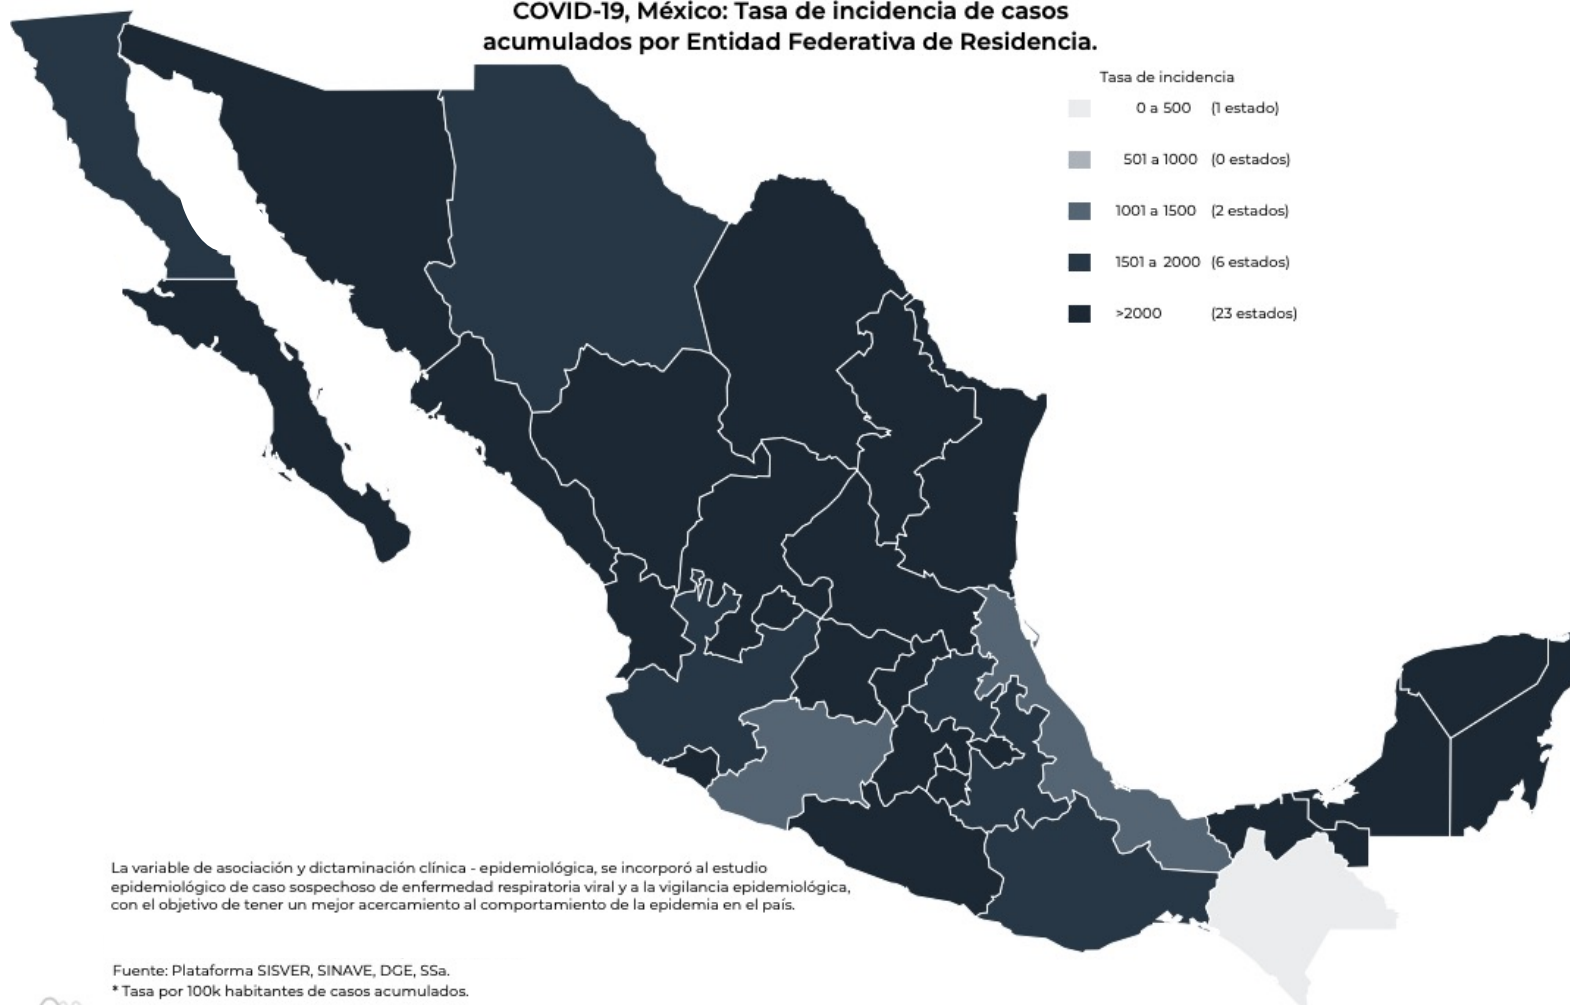 COVID-19, México: Tasa de incidencia de casos
acumulados por Entidad Federativa de Residencia.
Tasa de incidencia
0 a 500 (1 estado)
501 a 1000 (0 estados)
1001 a 1500 (2 estados)
1501 a 2000 (6 estados)
>2000 (23 estados)
La variable de asociación y dictaminación clínica - epidemiológica, se incorporó al estudio
epidemiológico de caso sospechoso de enfermedad respiratoria viral y a la vigilancia epidemiológica,
con el objetivo de tener un mejor acercamiento al comportamiento de la epidemia en el país.
Fuente: Plataforma SISVER, SINAVE, DGE, SSa.
* Tasa por 100k habitantes de casos acumulados.